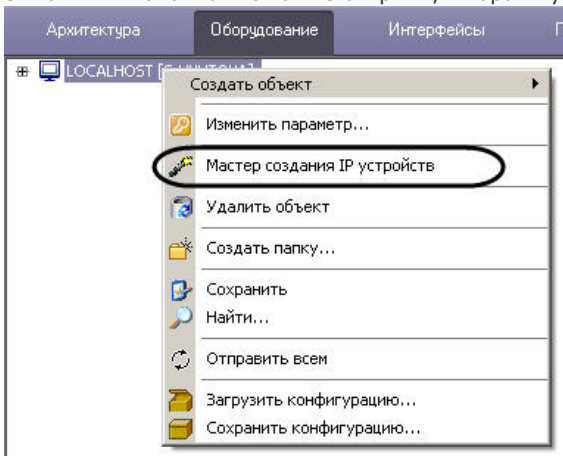 Архитектура Оборудование Интерфейсы
LOCALHOST
Создать объект
Изменить параметр...
Мастер создания IP устройств
Удалить объект
Создать папку...
Сохранить
Найти...
Отправить всем
Загрузить конфигурацию...
Сохранить конфигурацию...